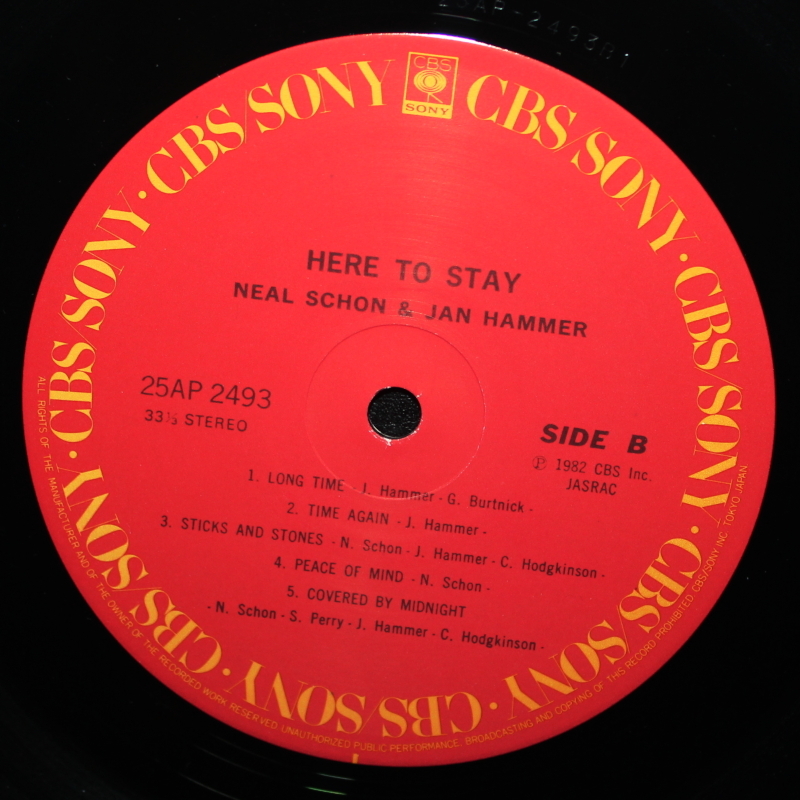 SAP-2493B1
CBS
SONY
CBS/SONY · CBS/SONY · CBS/SONY · CBS/SONY · CBS/SONY · CBS/SONY · CBS/SONY · CBS/SONY
HERE TO STAY
NEAL SCHON & JAN HAMMER
25AP 2493
33⅓ STEREO
SIDE B
Ⓟ 1982 CBS Inc.
JASRAC
1. LONG TIME - J. Hammer - G. Burtnick -
2. TIME AGAIN - J. Hammer -
3. STICKS AND STONES - N. Schon - J. Hammer - C. Hodgkinson -
4. PEACE OF MIND - N. Schon -
5. COVERED BY MIDNIGHT
- N. Schon - S. Perry - J. Hammer - C. Hodgkinson -
ALL RIGHTS OF THE MANUFACTURER AND OF THE OWNER OF THE RECORDED WORK RESERVED UNAUTHORIZED PUBLIC PERFORMANCE. BROADCASTING AND COPYING OF THIS RECORD PROHIBITED CBS/SONY INC. TOKYO JAPAN